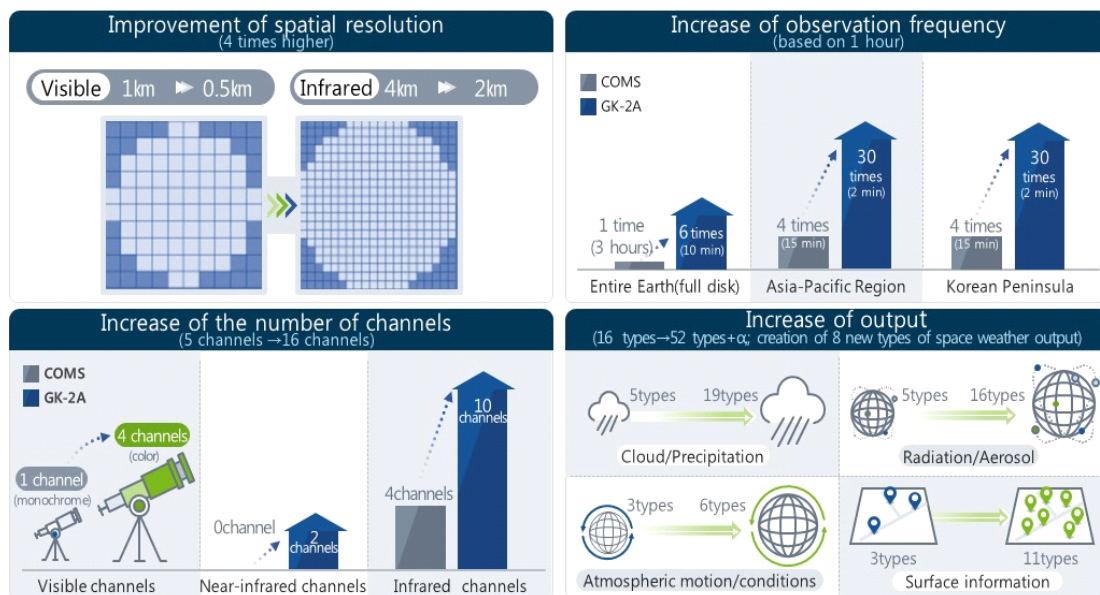 Improvement of spatial resolution
(4 times higher)
Visible 1km 0.5km
Infrared 4km 2km
Increase of observation frequency
(based on 1 hour)
COMS
GK-2A
1 time
(3 hours)
6 times
(10 min)
4 times
(15 min)
30
times
(2 min)
4 times
(15 min)
30
times
(2 min)
Entire Earth(full disk)
Asia-Pacific Region
Korean Peninsula
Increase of the number of channels
(5 channels →16 channels)
COMS
GK-2A
1 channel
(monochrome)
4 channels
(color)
0channel
2
channels
4channels
10
channels
Visible channels
Near-infrared channels
Infrared channels
Increase of output
(16 types→52 types+α; creation of 8 new types of space weather output)
5types 19types
Cloud/Precipitation
5types 16types
Radiation/Aerosol
3types 6types
Atmospheric motion/conditions
3types 11types
Surface information